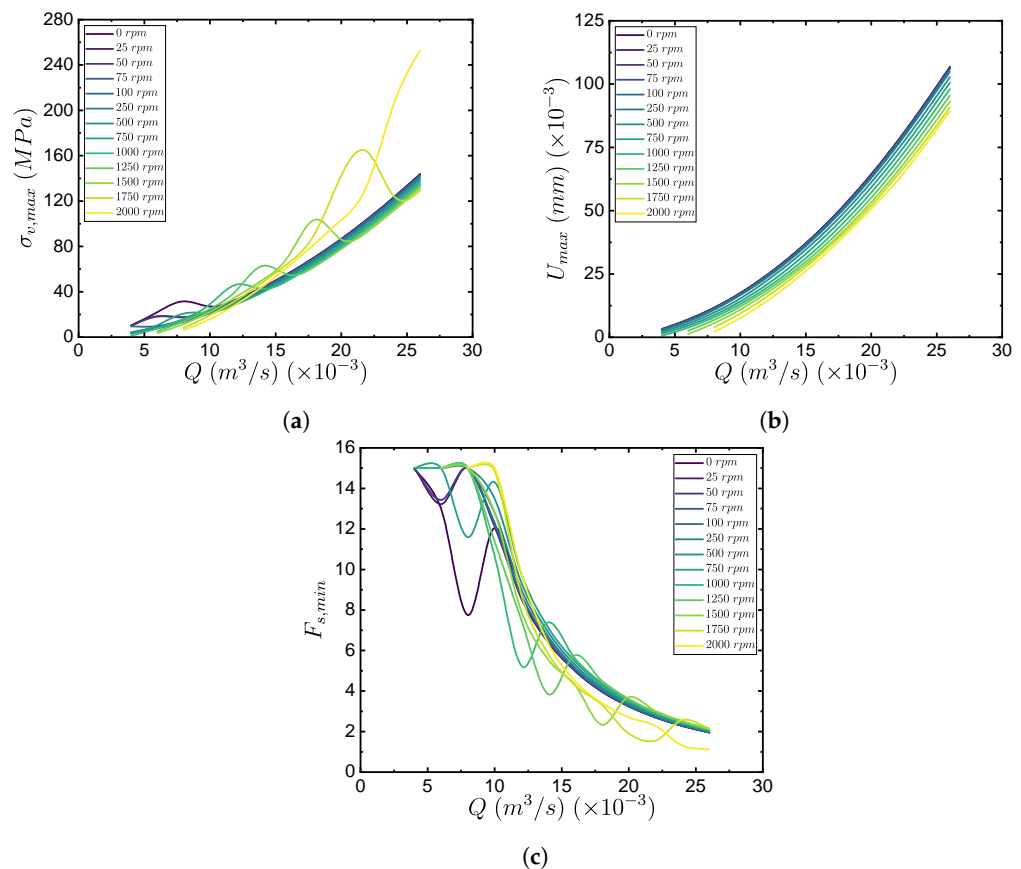 280
240
200
160
120
80
40
0
σ_{v,max} (MPa)
0 rpm
25 rpm
50 rpm
75 rpm
100 rpm
250 rpm
500 rpm
750 rpm
1000 rpm
1250 rpm
1500 rpm
1750 rpm
2000 rpm
0 5 10 15 20 25 30
Q (m³/s) (×10⁻³)
(a)
125
100
75
50
25
0
U_{max} (mm) (×10⁻³)
0 rpm
25 rpm
50 rpm
75 rpm
100 rpm
250 rpm
500 rpm
750 rpm
1000 rpm
1250 rpm
1500 rpm
1750 rpm
2000 rpm
0 5 10 15 20 25 30
Q (m³/s) (×10⁻³)
(b)
16
14
12
10
8
6
4
2
0
F_{s,min}
0 rpm
25 rpm
50 rpm
75 rpm
100 rpm
250 rpm
500 rpm
750 rpm
1000 rpm
1250 rpm
1500 rpm
1750 rpm
2000 rpm
0 5 10 15 20 25 30
Q (m³/s) (×10⁻³)
(c)